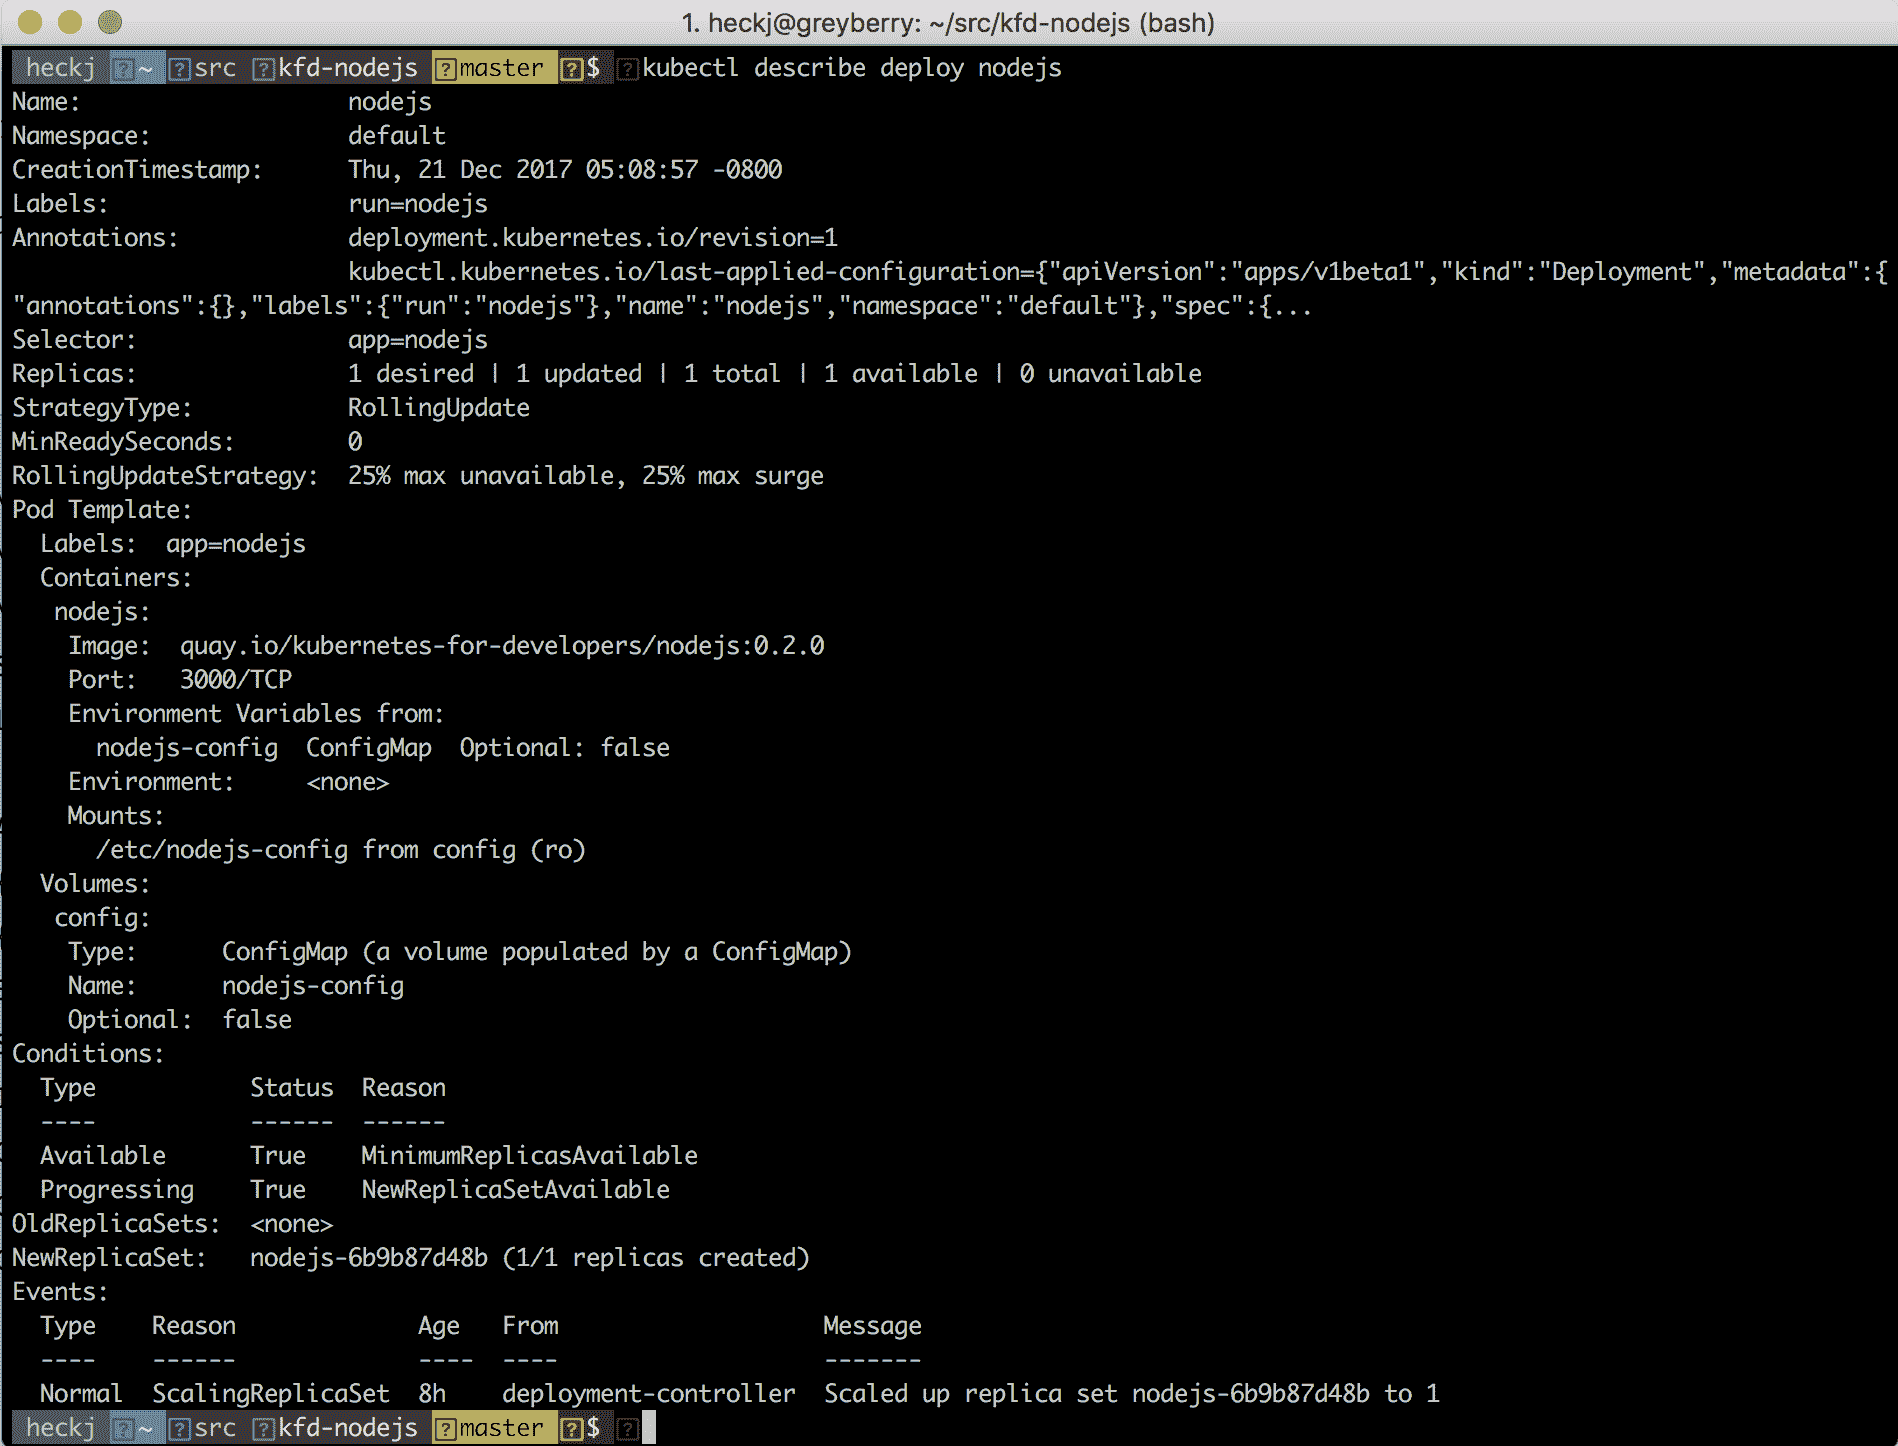 1. heckj@greyberry: ~/src/kfd-nodejs (bash)
heckj ~ src kfd-nodejs master $ kubectl describe deploy nodejs
Name:                   nodejs
Namespace:              default
CreationTimestamp:      Thu, 21 Dec 2017 05:08:57 -0800
Labels:                 run=nodejs
Annotations:            deployment.kubernetes.io/revision=1
                        kubectl.kubernetes.io/last-applied-configuration={"apiVersion":"apps/v1beta1","kind":"Deployment","metadata":{
"annotations":{},"labels":{"run":"nodejs"},"name":"nodejs","namespace":"default"},"spec":{...
Selector:               app=nodejs
Replicas:               1 desired | 1 updated | 1 total | 1 available | 0 unavailable
StrategyType:           RollingUpdate
MinReadySeconds:        0
RollingUpdateStrategy:  25% max unavailable, 25% max surge
Pod Template:
  Labels:  app=nodejs
  Containers:
   nodejs:
    Image:  quay.io/kubernetes-for-developers/nodejs:0.2.0
    Port:   3000/TCP
    Environment Variables from:
      nodejs-config  ConfigMap  Optional: false
    Environment:     <none>
    Mounts:
      /etc/nodejs-config from config (ro)
  Volumes:
   config:
    Type:      ConfigMap (a volume populated by a ConfigMap)
    Name:      nodejs-config
    Optional:  false
Conditions:
  Type           Status  Reason
  ----           ------  ------
  Available      True    MinimumReplicasAvailable
  Progressing    True    NewReplicaSetAvailable
OldReplicaSets:  <none>
NewReplicaSet:   nodejs-6b9b87d48b (1/1 replicas created)
Events:
  Type    Reason             Age   From                   Message
  ----    ------             ----  ----                   -------
  Normal  ScalingReplicaSet  8h    deployment-controller  Scaled up replica set nodejs-6b9b87d48b to 1
heckj ~ src kfd-nodejs master $